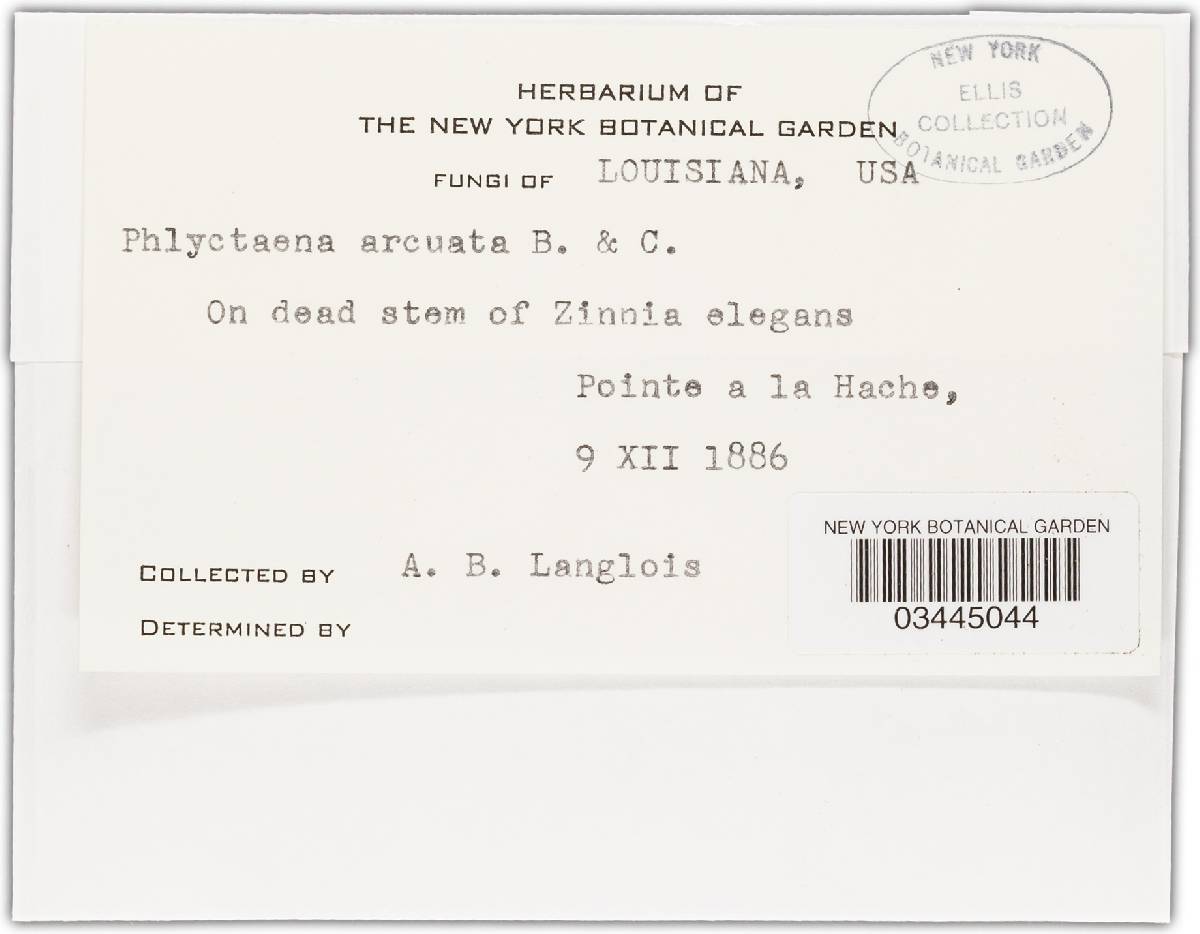 HERBARIUM OF
THE NEW YORK BOTANICAL GARDEN
NEW YORK
ELLIS
COLLECTION
BOTANICAL GARDEN
FUNGI OF LOUISIANA, USA
Phlyctaena arcuata B. & C.
On dead stem of Zinnia elegans
Pointe a la Hache,
9 XII 1886
COLLECTED BY A. B. Langlois
DETERMINED BY
NEW YORK BOTANICAL GARDEN
03445044